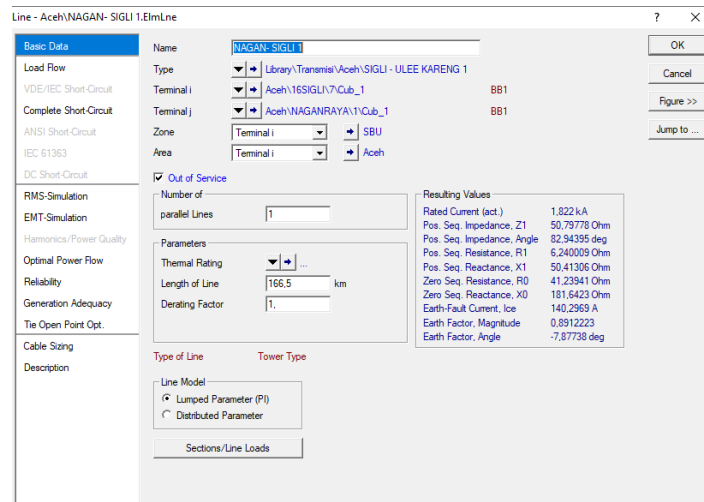 Line - Aceh\NAGAN- SIGLI 1.ElmLne
? X
Basic Data
Load Flow
VDE/IEC Short-Circuit
Complete Short-Circuit
ANSI Short-Circuit
IEC 61363
DC Short-Circuit
RMS-Simulation
EMT-Simulation
Harmonics/Power Quality
Optimal Power Flow
Reliability
Generation Adequacy
Tie Open Point Opt.
Cable Sizing
Description
Name NAGAN- SIGLI 1
Type Library\Transmisi\Aceh\SIGLI - ULEE KARENG 1
Terminal i Aceh\16SIGLI\7\Cub_1 BB1
Terminal j Aceh\NAGANRAYA\1\Cub_1 BB1
Zone Terminal i SBU
Area Terminal i Aceh
Out of Service
Number of
parallel Lines 1
Parameters
Thermal Rating ...
Length of Line 166,5 km
Derating Factor 1,
Type of Line Tower Type
Line Model
Lumped Parameter (PI)
Distributed Parameter
Sections/Line Loads
Resulting Values
Rated Current (act.) 1,822 kA
Pos. Seq. Impedance, Z1 50,79778 Ohm
Pos. Seq. Impedance, Angle 82,94395 deg
Pos. Seq. Resistance, R1 6,240009 Ohm
Pos. Seq. Reactance, X1 50,41306 Ohm
Zero Seq. Resistance, R0 41,23941 Ohm
Zero Seq. Reactance, X0 181,6423 Ohm
Earth-Fault Current, Ice 140,2969 A
Earth Factor, Magnitude 0,8912223
Earth Factor, Angle -7,87738 deg
OK
Cancel
Figure >>
Jump to ...